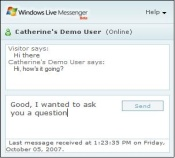 Windows Live Messenger
Beta
Help
Catherine's Demo User (Online)
Visitor says:
Hi there
Catherine's Demo User says:
Hi, how's it going?
Good, I wanted to ask
you a question
Send
Last message received at 1:23:35 PM on Friday,
October 05, 2007.